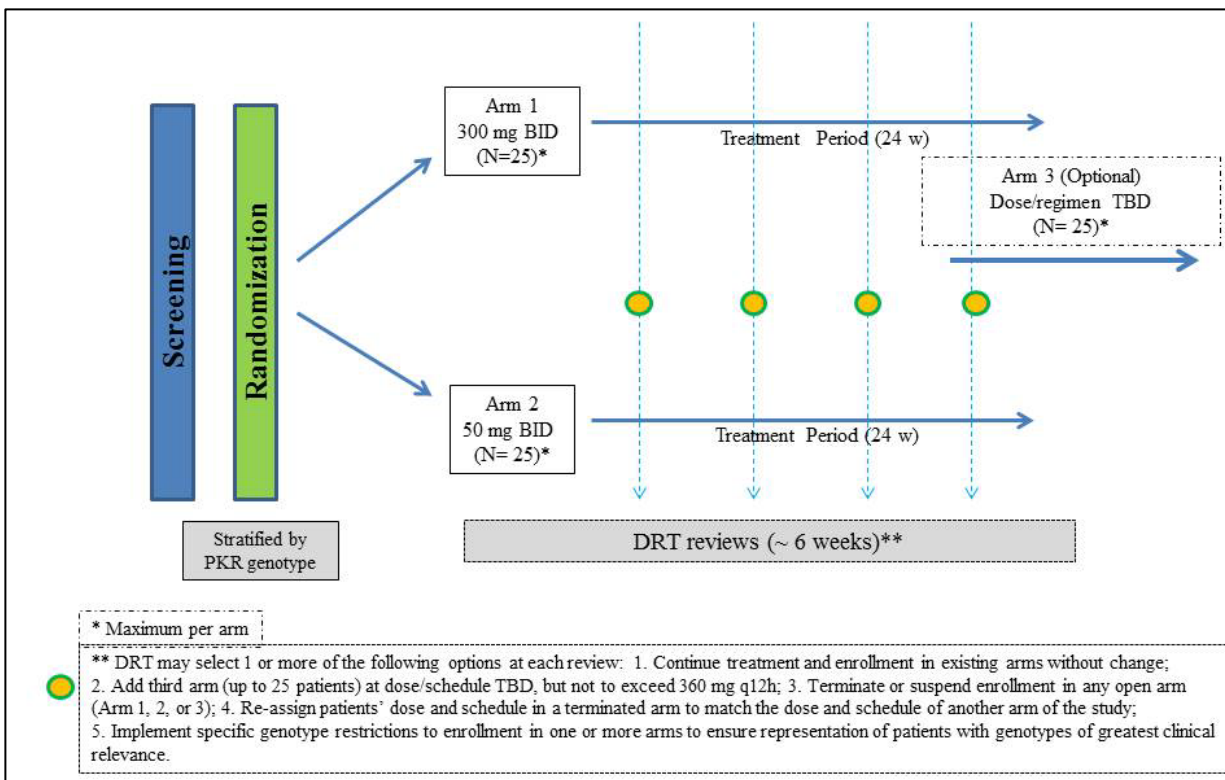 Screening
Randomization
Stratified by
PKR genotype
Arm 1
300 mg BID
(N=25)*
Treatment Period (24 w)
Arm 3 (Optional)
Dose/regimen TBD
(N= 25)*
Arm 2
50 mg BID
(N= 25)*
Treatment Period (24 w)
DRT reviews (~ 6 weeks)**
* Maximum per arm
** DRT may select 1 or more of the following options at each review: 1. Continue treatment and enrollment in existing arms without change;
2. Add third arm (up to 25 patients) at dose/schedule TBD, but not to exceed 360 mg q12h; 3. Terminate or suspend enrollment in any open arm
(Arm 1, 2, or 3); 4. Re-assign patients’ dose and schedule in a terminated arm to match the dose and schedule of another arm of the study;
5. Implement specific genotype restrictions to enrollment in one or more arms to ensure representation of patients with genotypes of greatest clinical
relevance.